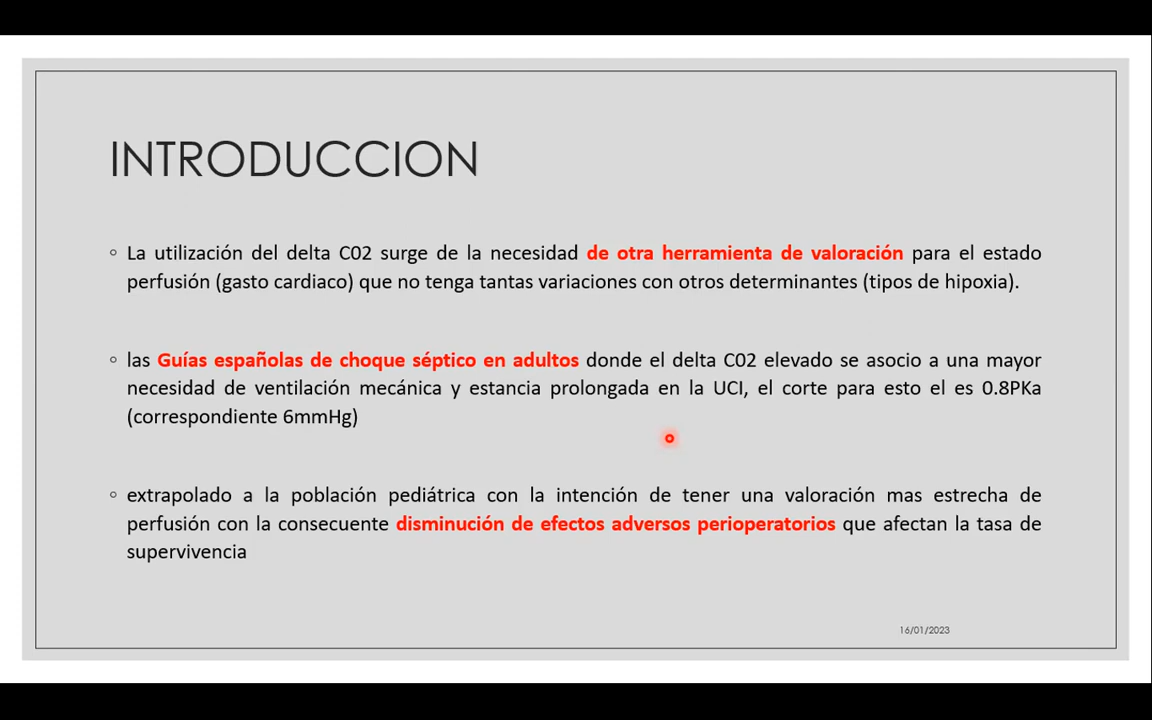 INTRODUCCION
◦ La utilización del delta C02 surge de la necesidad de otra herramienta de valoración para el estado
perfusión (gasto cardiaco) que no tenga tantas variaciones con otros determinantes (tipos de hipoxia).
◦ las Guías españolas de choque séptico en adultos donde el delta C02 elevado se asocio a una mayor
necesidad de ventilación mecánica y estancia prolongada en la UCI, el corte para esto el es 0.8PKa
(correspondiente 6mmHg)
◦ extrapolado a la población pediátrica con la intención de tener una valoración mas estrecha de
perfusión con la consecuente disminución de efectos adversos perioperatorios que afectan la tasa de
supervivencia
16/01/2023